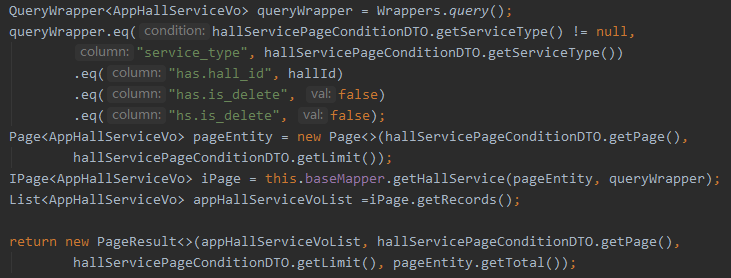 QueryWrapper<AppHallServiceVo> queryWrapper = Wrappers.query();
queryWrapper.eq( condition: hallServicePageConditionDTO.getServiceType() != null,
column: "service_type", hallServicePageConditionDTO.getServiceType())
.eq( column: "has.hall_id", hallId)
.eq( column: "has.is_delete", val: false)
.eq( column: "hs.is_delete", val: false);
Page<AppHallServiceVo> pageEntity = new Page<>(hallServicePageConditionDTO.getPage(),
hallServicePageConditionDTO.getLimit());
IPage<AppHallServiceVo> iPage = this.baseMapper.getHallService(pageEntity, queryWrapper);
List<AppHallServiceVo> appHallServiceVoList =iPage.getRecords();
return new PageResult<>(appHallServiceVoList, hallServicePageConditionDTO.getPage(),
hallServicePageConditionDTO.getLimit(), pageEntity.getTotal());